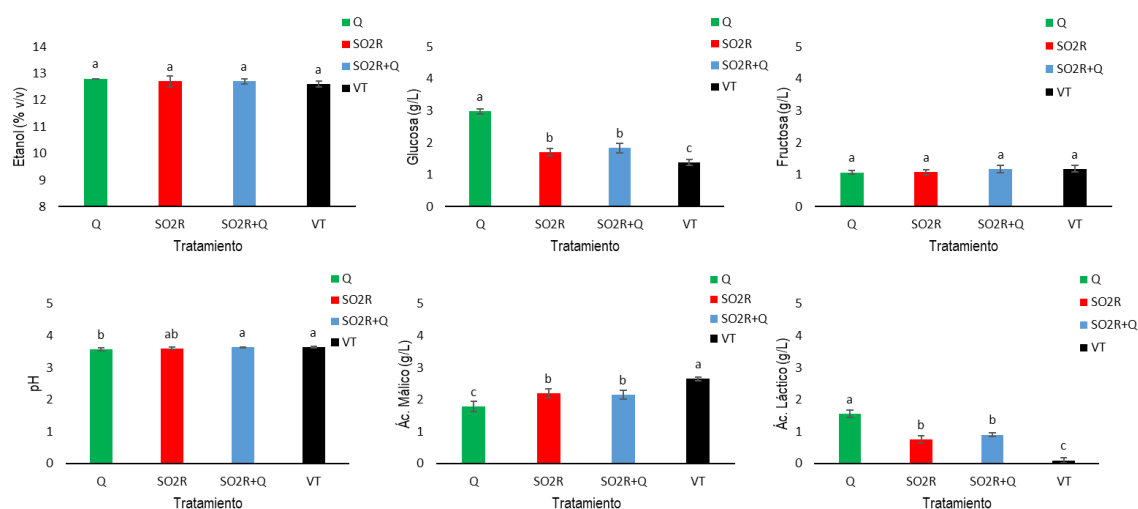 Q
SO2R
SO2R+Q
VT
Etanol (% v/v)
14
13
12
11
10
9
8
a a a a
Q SO2R SO2R+Q VT
Tratamiento
Q
SO2R
SO2R+Q
VT
Glucosa (g/L)
5
4
3
2
1
0
a b b c
Q SO2R SO2R+Q VT
Tratamiento
Q
SO2R
SO2R+Q
VT
Fructosa (g/L)
5
4
3
2
1
0
a a a a
Q SO2R SO2R+Q VT
Tratamiento
Q
SO2R
SO2R+Q
VT
pH
5
4
3
2
1
0
b ab a a
Q SO2R SO2R+Q VT
Tratamiento
Q
SO2R
SO2R+Q
VT
Ác. Málico (g/L)
5
4
3
2
1
0
c b b a
Q SO2R SO2R+Q VT
Tratamiento
Q
SO2R
SO2R+Q
VT
Ác. Láctico (g/L)
5
4
3
2
1
0
a b b c
Q SO2R SO2R+Q VT
Tratamiento